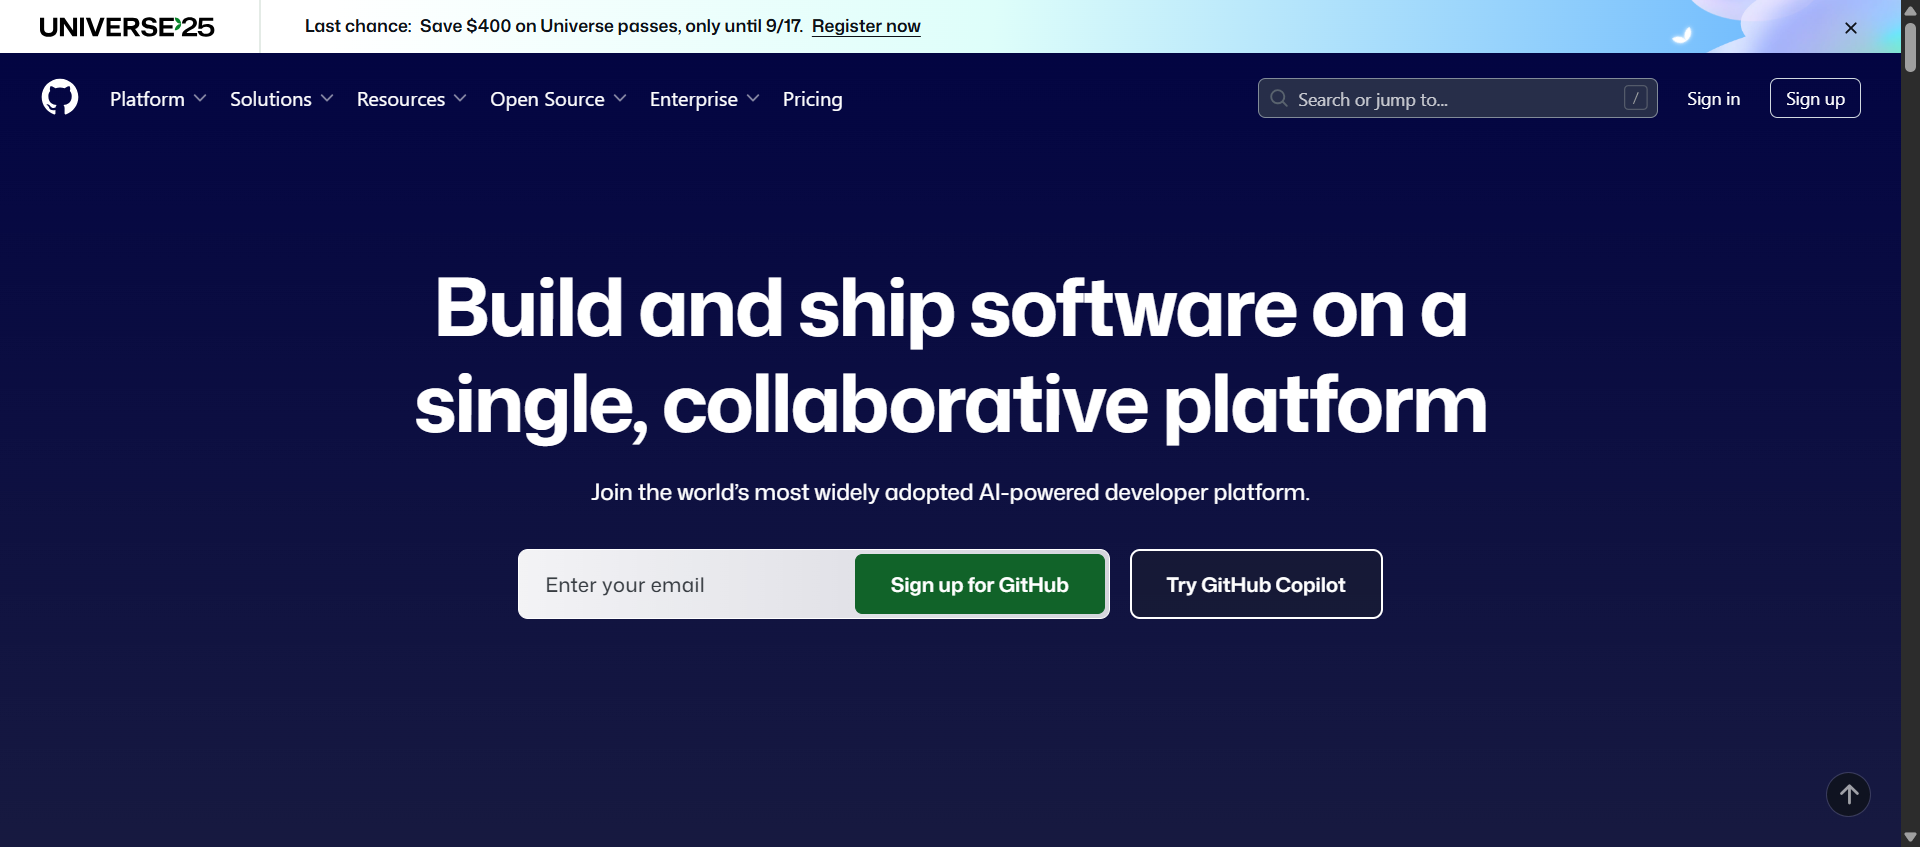 UNIVERSE'25
Last chance: Save $400 on Universe passes, only until 9/17. Register now
Platform
Solutions
Resources
Open Source
Enterprise
Pricing
Search or jump to...
/
Sign in
Sign up
Build and ship software on a
single, collaborative platform
Join the world’s most widely adopted AI-powered developer platform.
Enter your email
Sign up for GitHub
Try GitHub Copilot